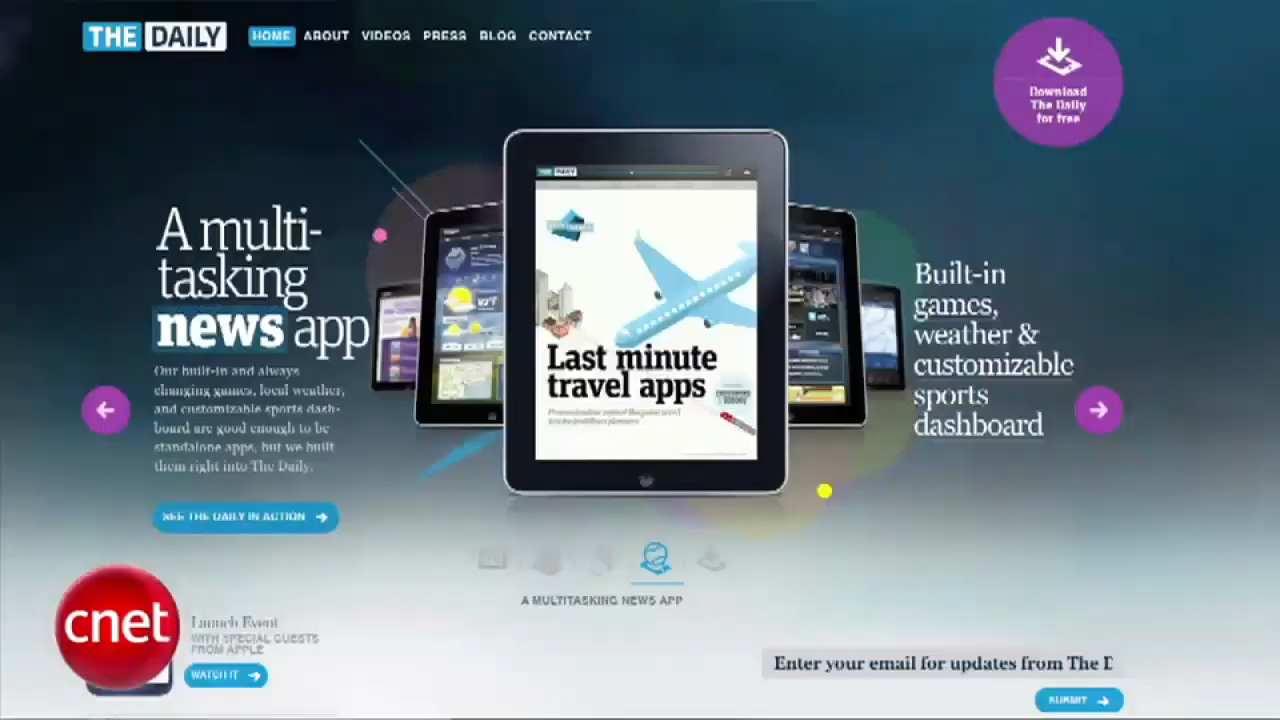 THE DAILY
HOME ABOUT VIDEOS PRESS BLOG CONTACT
Download
The Daily
for free
A multi-
tasking
news app
Our built-in and always
changing games, local weather,
and customizable sports dash-
board are good enough to be
standalone apps, but we built
them right into The Daily.
SEE THE DAILY IN ACTION
THE DAILY
Last minute
travel apps
Built-in
games,
weather &
customizable
sports
dashboard
A MULTITASKING NEWS APP
cnet
Launch Event
WITH SPECIAL GUESTS
FROM APPLE
WATCH IT
Enter your email for updates from The D
SUBMIT